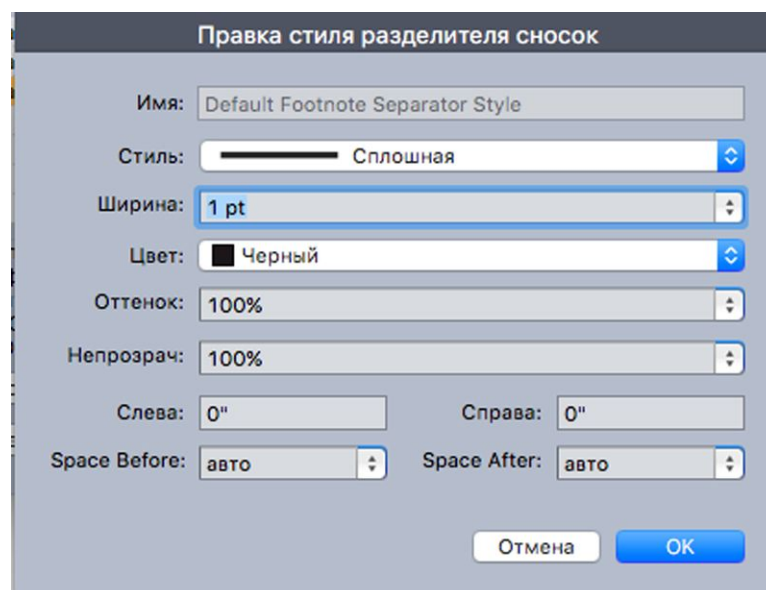 Правка стиля разделителя сносок
Имя: Default Footnote Separator Style
Стиль: Сплошная
Ширина: 1 pt
Цвет: Черный
Оттенок: 100%
Непрозрач: 100%
Слева: 0" Справа: 0"
Space Before: авто Space After: авто
Отмена OK